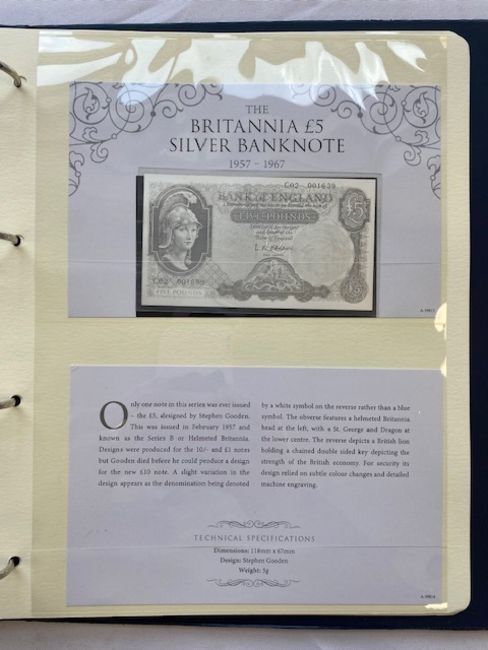 THE
BRITANNIA £5
SILVER BANKNOTE
1957 - 1967
C02 001639
BANK OF ENGLAND
FIVE POUNDS
£5
C02 001639
FIVE POUNDS
£5
Only one note in this series was ever issued
– the £5, designed by Stephen Gooden.
This was issued in February 1957 and
known as the Series B or Helmeted Britannia.
Designs were produced for the 10/- and £1 notes
but Gooden died before he could produce a design
for the new £10 note. A slight variation in the
design appears as the denomination being denoted
by a white symbol on the reverse rather than a blue
symbol. The obverse features a helmeted Britannia
head at the left, with a St. George and Dragon at
the lower centre. The reverse depicts a British lion
holding a chained double sided key depicting the
strength of the British economy. For security its
design relied on subtle colour changes and detailed
machine engraving.
TECHNICAL SPECIFICATIONS
Dimensions: 118mm x 67mm
Design: Stephen Gooden
Weight: 5g